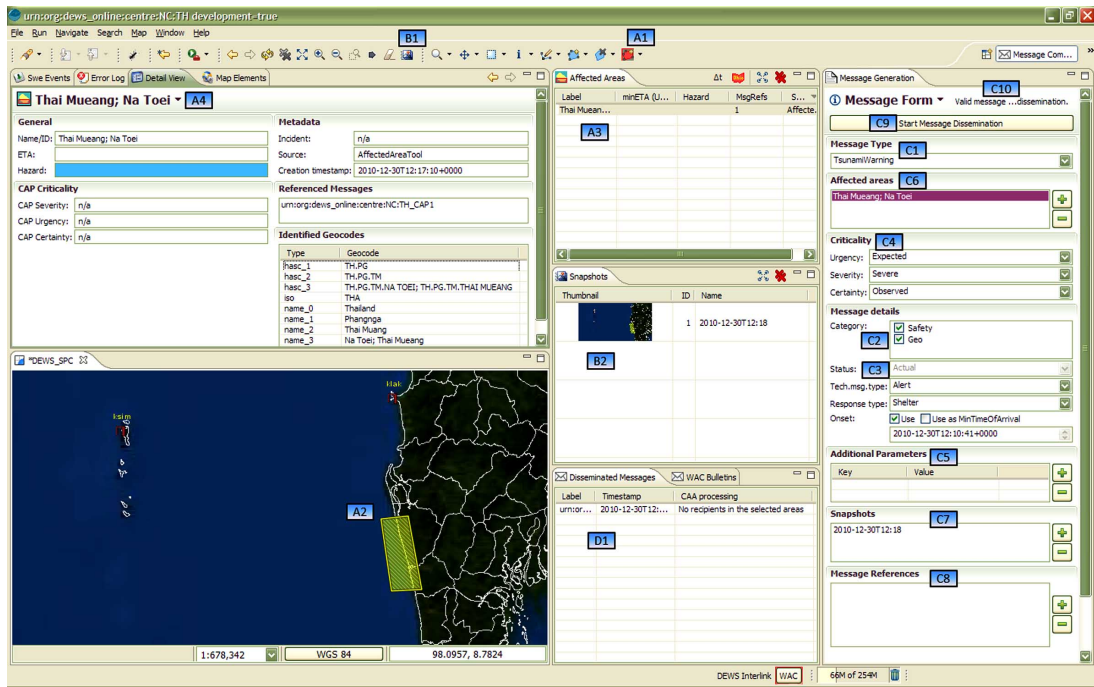 urn:org:dews_online:centre:NC:TH development=true
File Run Navigate Search Map Window Help
B1
A1
Message Com...
Swe Events Error Log Detail View Map Elements
Thai Mueang; Na Toei A4
General
Name/ID: Thai Mueang; Na Toei
ETA:
Hazard:
Metadata
Incident: n/a
Source: AffectedAreaTool
Creation timestamp: 2010-12-30T12:17:10+0000
CAP Criticality
CAP Severity: n/a
CAP Urgency: n/a
CAP Certainty: n/a
Referenced Messages
urn:org:dews_online:centre:NC:TH_CAP1
Identified Geocodes
Type Geocode
hasc_1 TH.PG
hasc_2 TH.PG.TM
hasc_3 TH.PG.TM.NA TOEI; TH.PG.TM.THAI MUEANG
iso THA
name_0 Thailand
name_1 Phangnga
name_2 Thai Muang
name_3 Na Toei; Thai Mueang
*DEWS_SPC
klak
ksim
A2
1:678,342 WGS 84 98.0957, 8.7824
Affected Areas Δt
Label minETA (U... Hazard MsgRefs S...
Thai Muean... 1 Affecte...
A3
Snapshots
Thumbnail ID Name
1 2010-12-30T12:18
B2
Disseminated Messages WAC Bulletins
Label Timestamp CAA processing
urn:or... 2010-12-30T12:... No recipients in the selected areas
D1
Message Generation
C10
Message Form Valid message ...dissemination.
C9 Start Message Dissemination
Message Type C1
TsunamiWarning
Affected areas C6
Thai Mueang; Na Toei
Criticality C4
Urgency: Expected
Severity: Severe
Certainty: Observed
Message details
Category: Safety
C2 Geo
Status: C3 Actual
Tech.msg.type: Alert
Response type: Shelter
Onset: Use Use as MinTimeOfArrival
2010-12-30T12:10:41+0000
Additional Parameters C5
Key Value
Snapshots C7
2010-12-30T12:18
Message References C8
DEWS Interlink WAC 66M of 254M